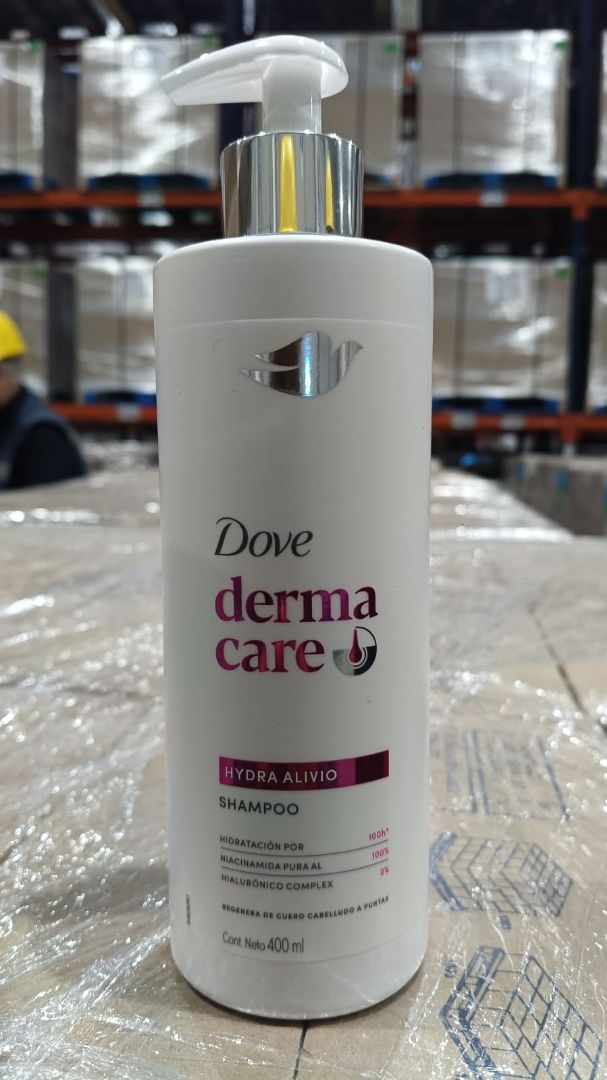 Dove
derma
care
HYDRA ALIVIO
SHAMPOO
HIDRATACIÓN POR 100h*
NIACINAMIDA PURA AL 100%
HIALURÓNICO COMPLEX 2%
REGENERA DE CUERO CABELLUDO A PUNTAS
Cont. Neto 400 ml